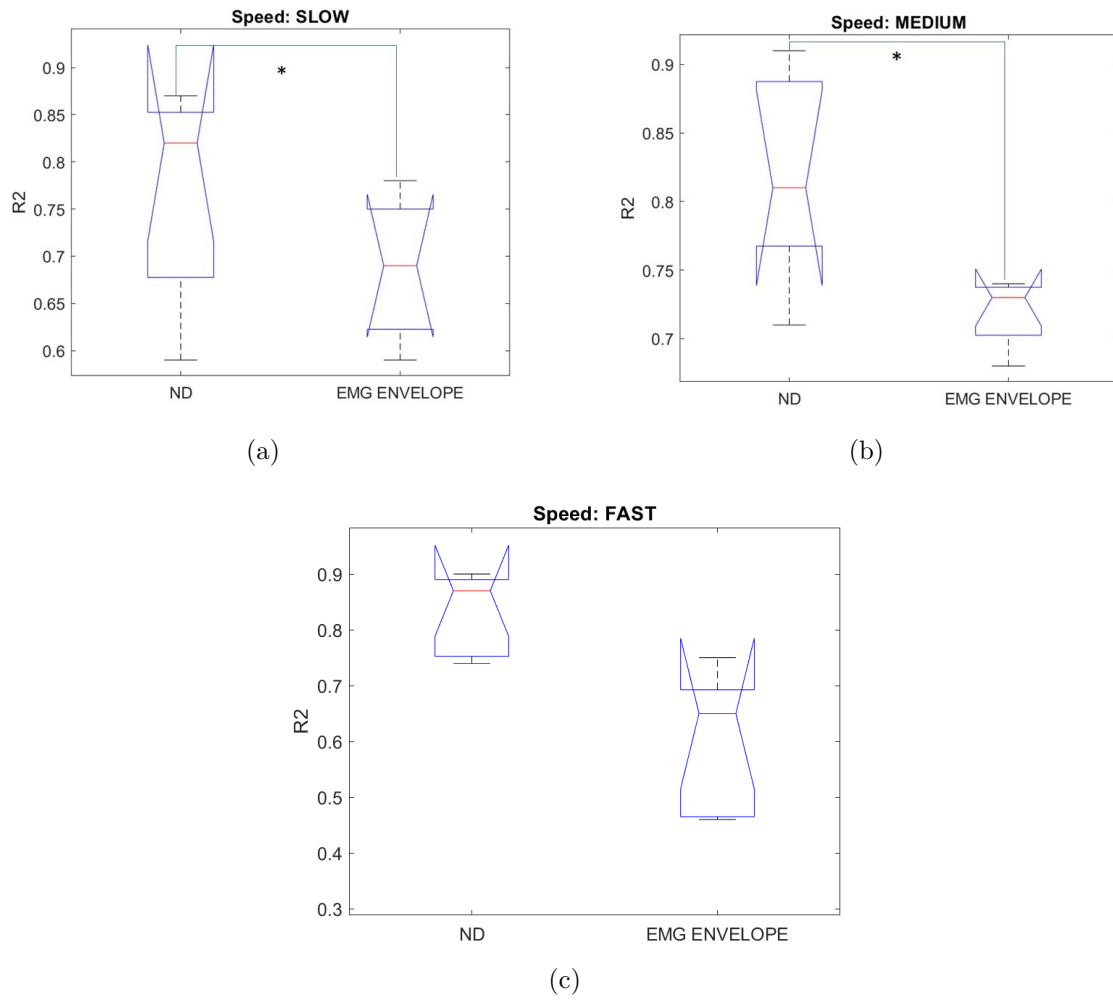 Speed: SLOW
*
0.9
0.85
0.8
0.75
0.7
0.65
0.6
R2
ND EMG ENVELOPE
(a)
Speed: MEDIUM
*
0.9
0.85
0.8
0.75
0.7
R2
ND EMG ENVELOPE
(b)
Speed: FAST
0.9
0.8
0.7
0.6
0.5
0.4
0.3
R2
ND EMG ENVELOPE
(c)